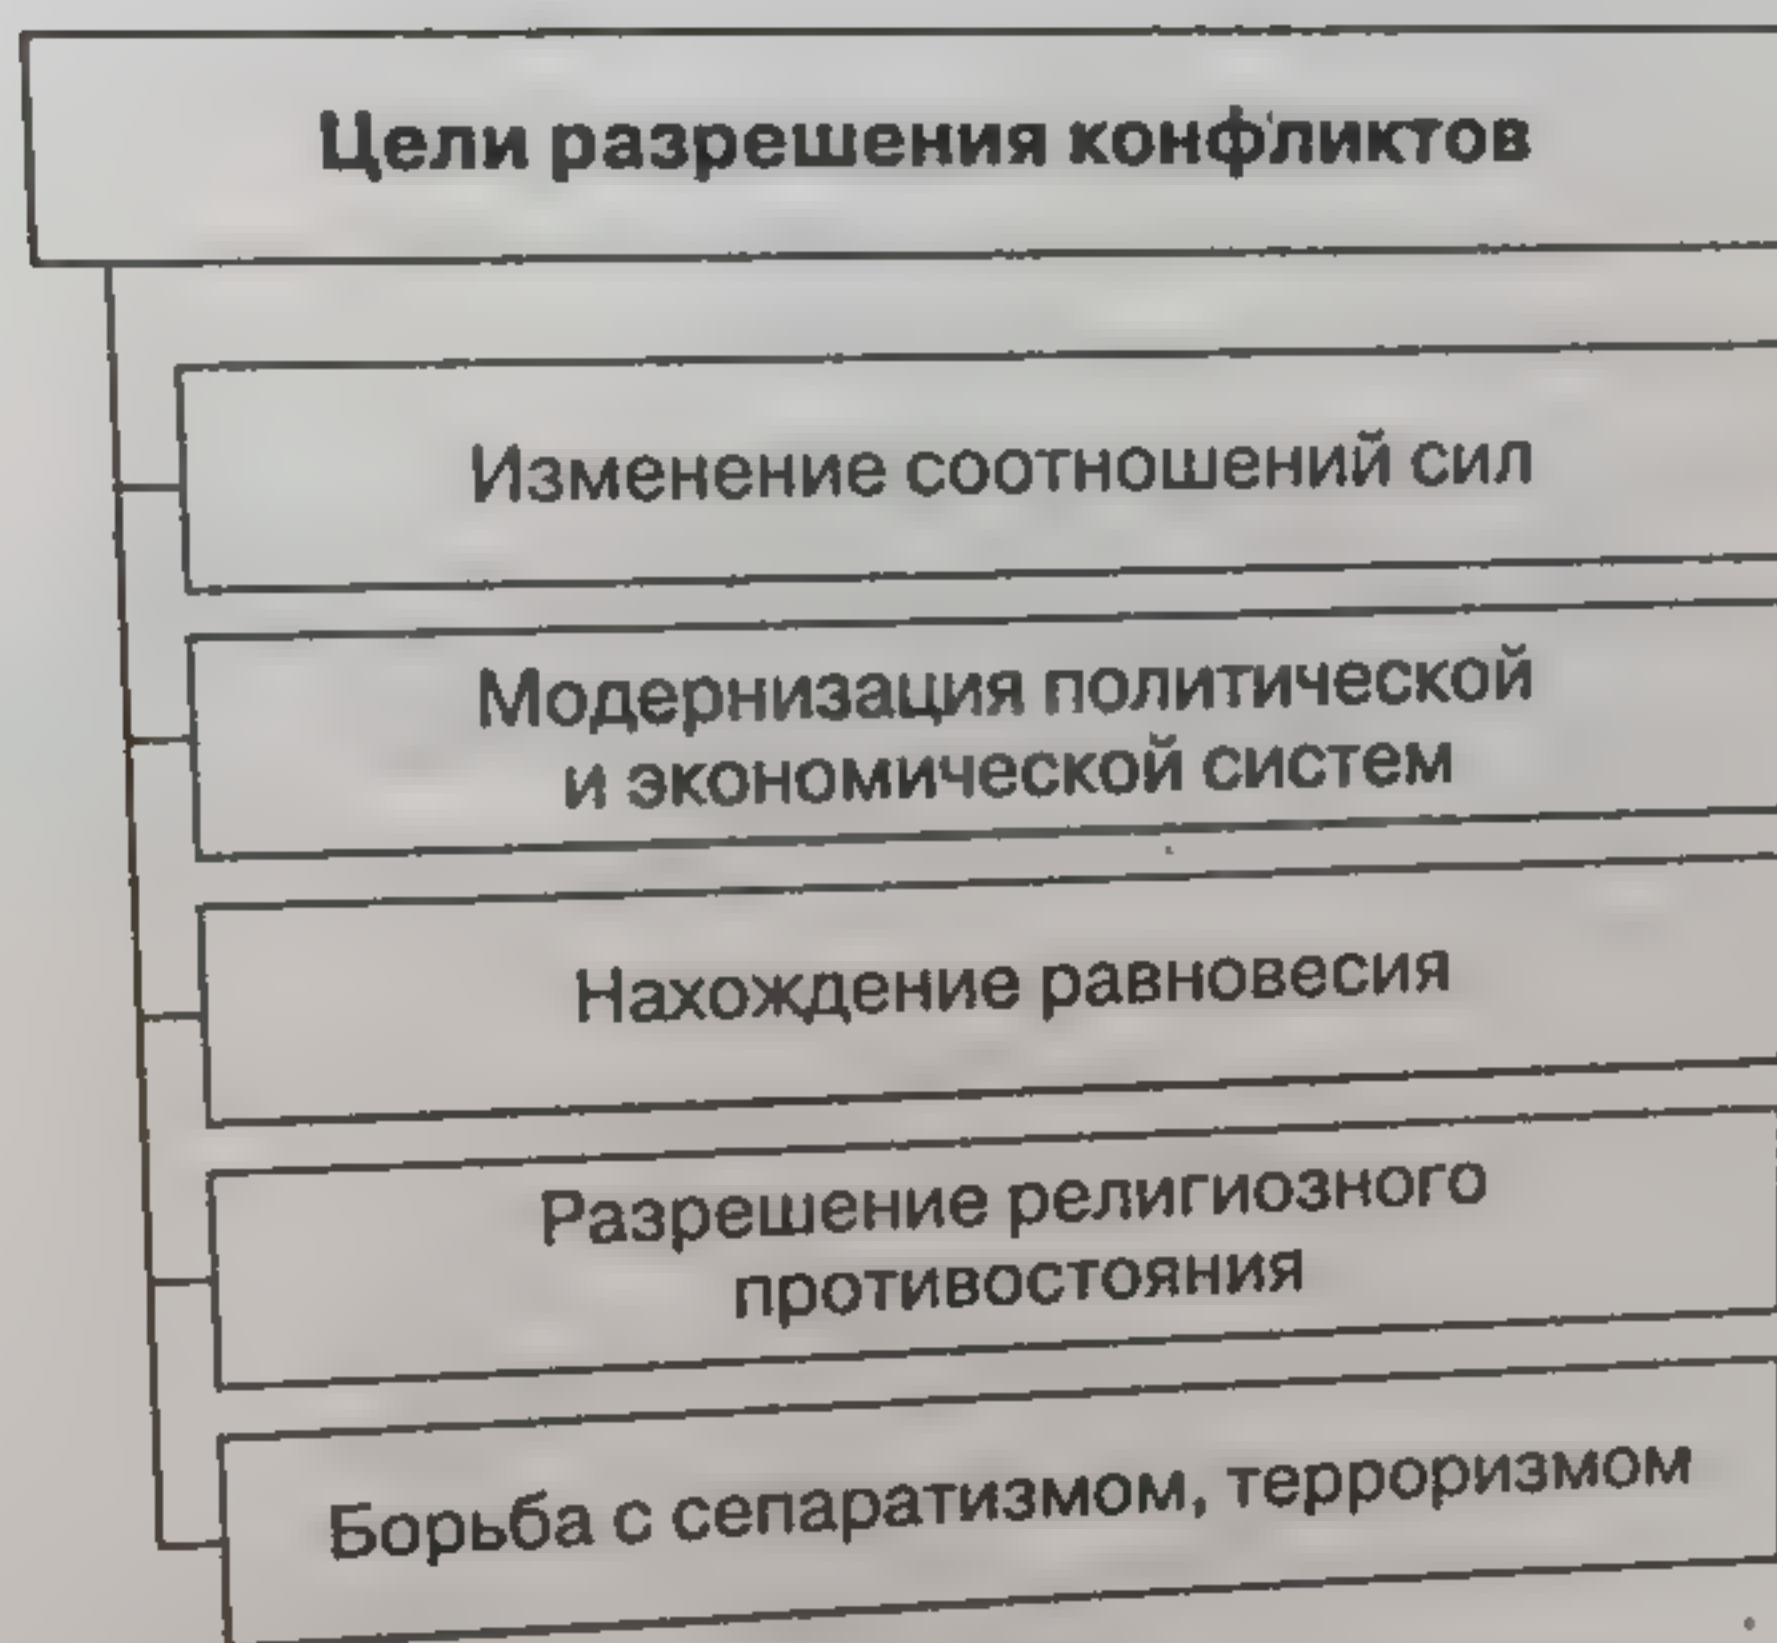 Цели разрешения конфликтов
Изменение соотношений сил
Модернизация политической
и экономической систем
Нахождение равновесия
Разрешение религиозного
противостояния
Борьба с сепаратизмом, терроризмом